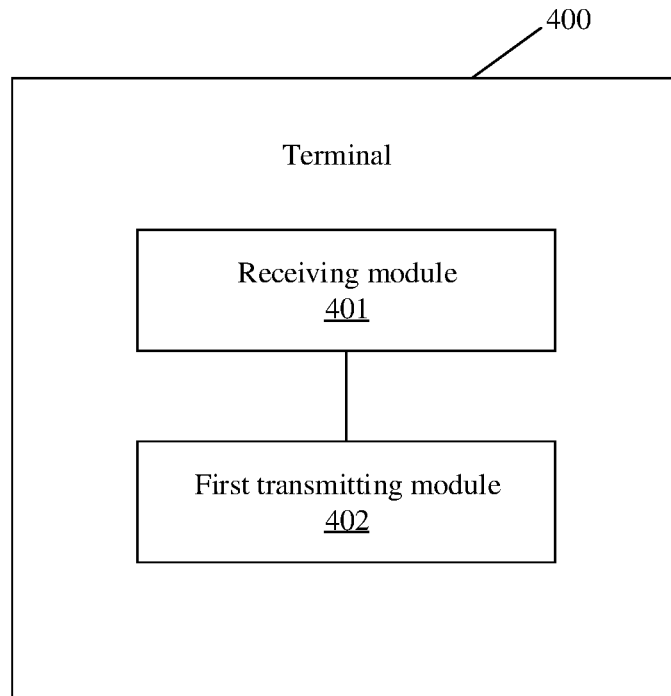 400
Terminal
Receiving module
401
First transmitting module
402